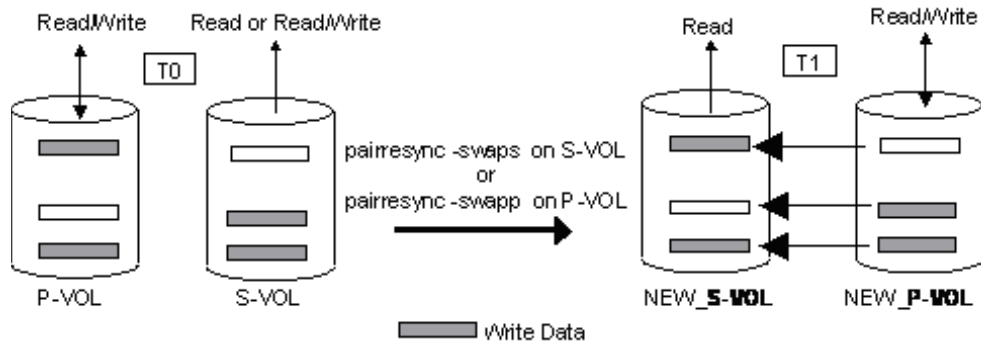 Read/Write
Read or Read/Write
T0
P-VOL
S-VOL
pairresync -swaps on S-VOL
or
pairresync -swapp on P-VOL
Read
Read/Write
T1
NEW_S-VOL
NEW_P-VOL
Write Data